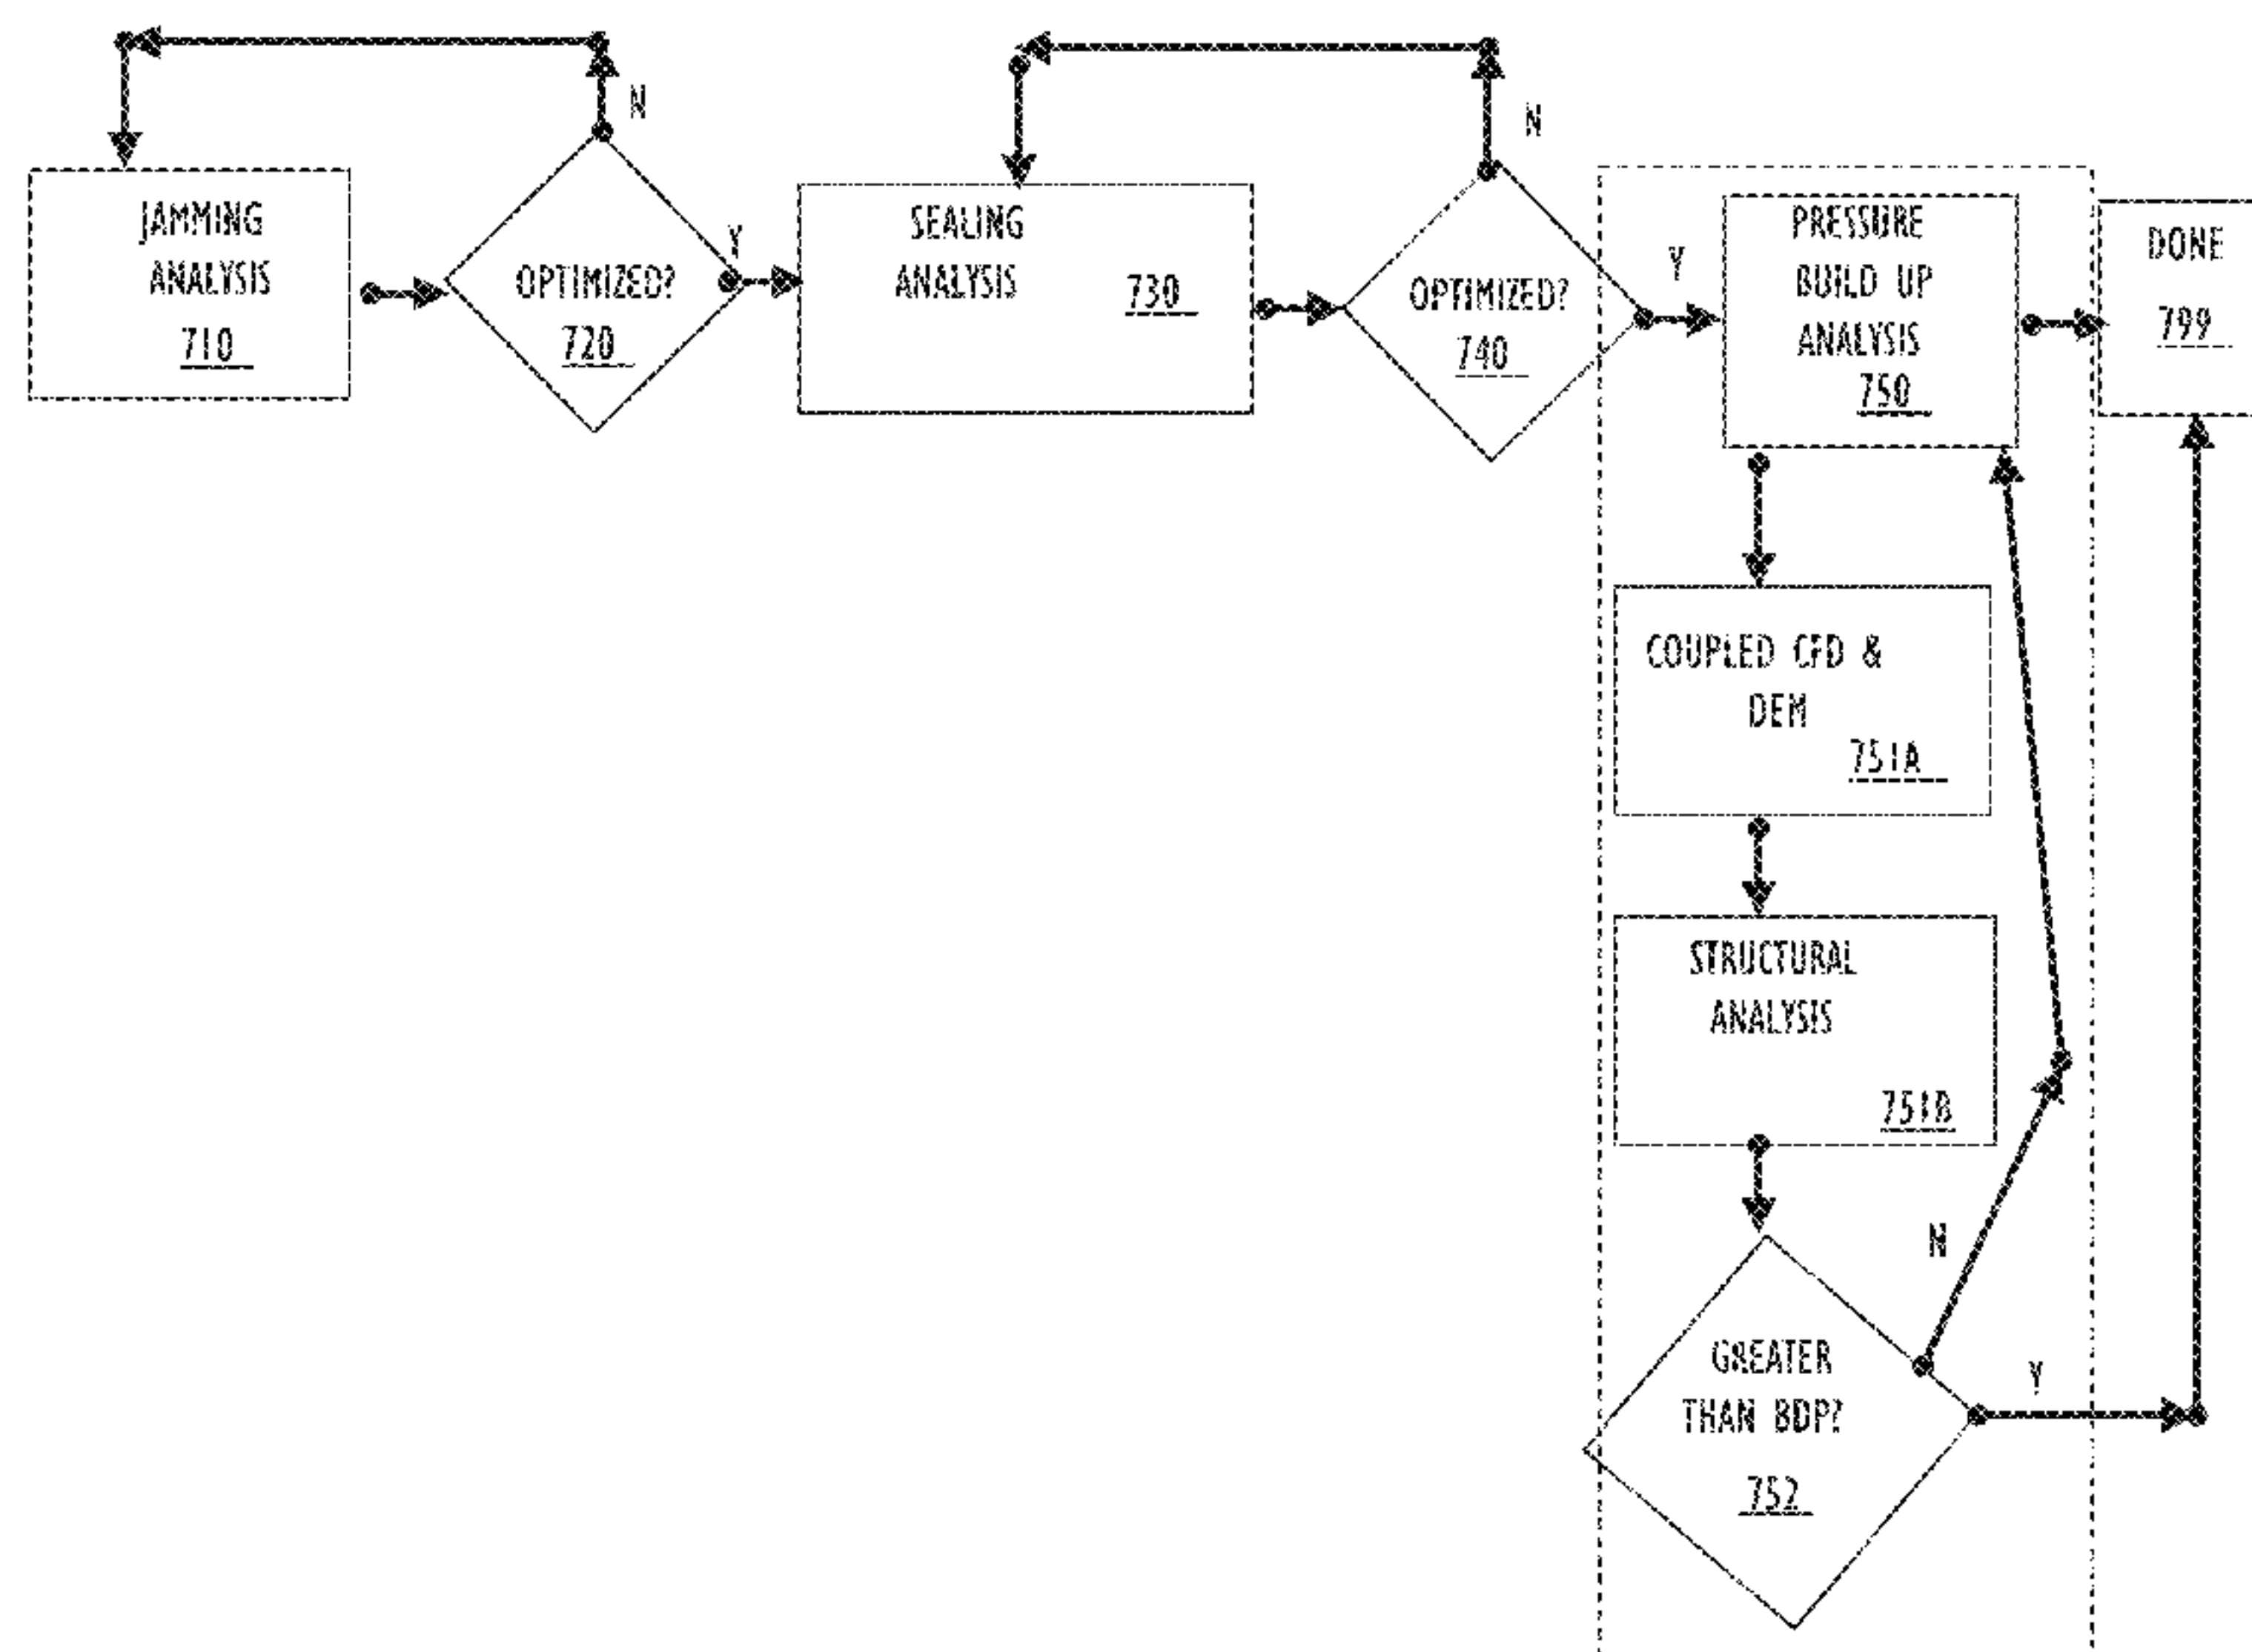 N
JAMMING
ANALYSIS
710
OPTIMIZED?
720
Y
SEALING
ANALYSIS
730
N
OPTIMIZED?
740
Y
PRESSURE
BUILD UP
ANALYSIS
750
DONE
799
COUPLED CFD &
DEM
751A
STRUCTURAL
ANALYSIS
751B
N
GREATER
THAN BDP?
752
Y